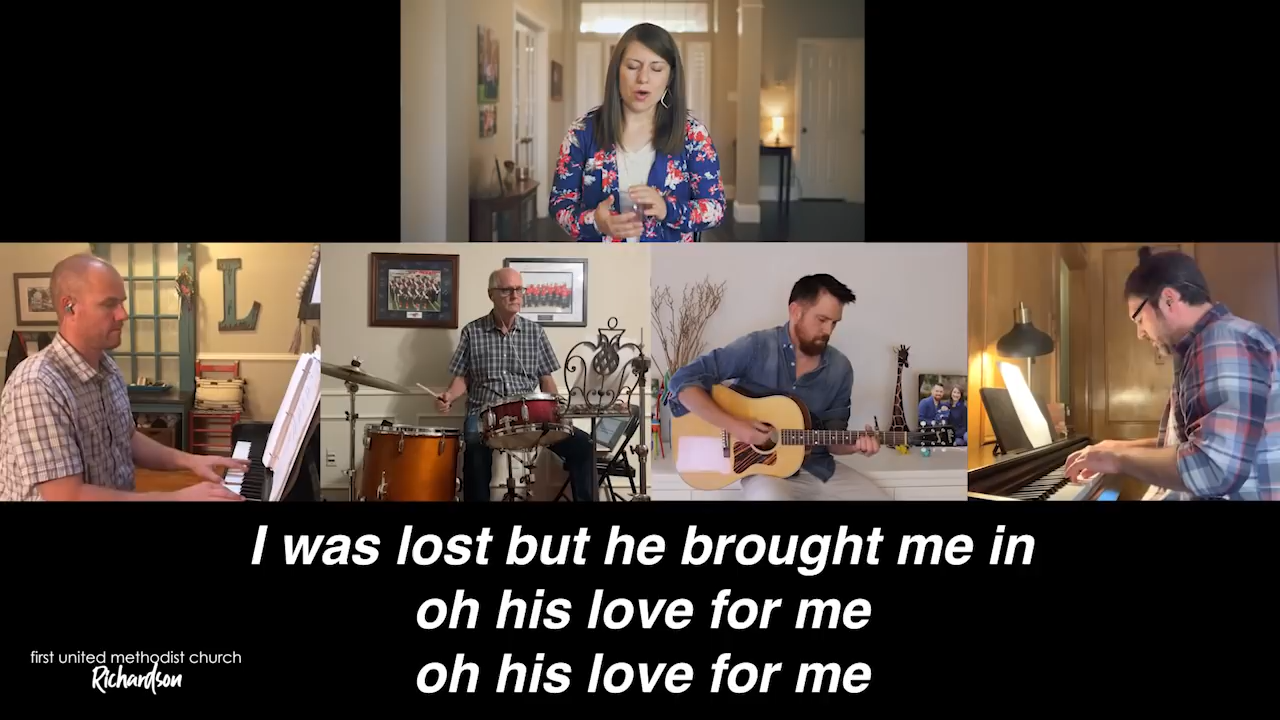 L
I was lost but he brought me in
oh his love for me
oh his love for me
first united methodist church
Richardson